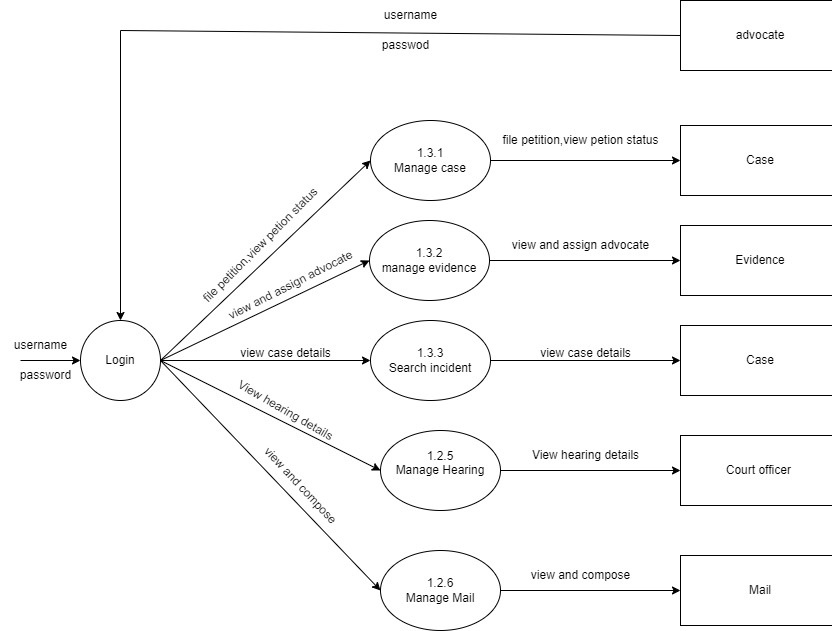 username
advocate
passwod
file petition,view petion status
1.3.1
Manage case
Case
file petition,view petion status
view and assign advocate
1.3.2
manage evidence
Evidence
view and assign advocate
username
Login
password
view case details
1.3.3
Search incident
view case details
Case
View hearing details
1.2.5
Manage Hearing
View hearing details
Court officer
view and compose
1.2.6
Manage Mail
view and compose
Mail